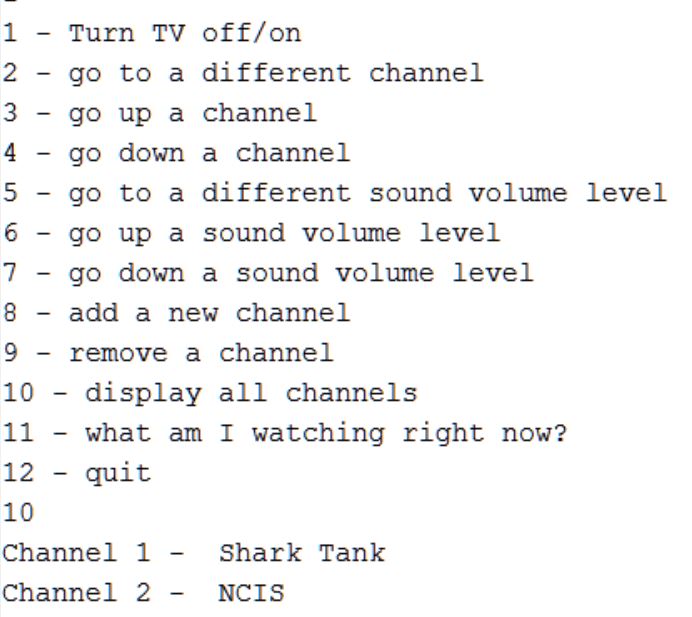 1 - Turn TV off/on
2 - go to a different channel
3 - go up a channel
4 - go down a channel
5 - go to a different sound volume level
6 - go up a sound volume level
7 - go down a sound volume level
8 - add a new channel
9 - remove a channel
10 - display all channels
11 - what am I watching right now?
12 - quit
10
Channel 1 -  Shark Tank
Channel 2 -  NCIS